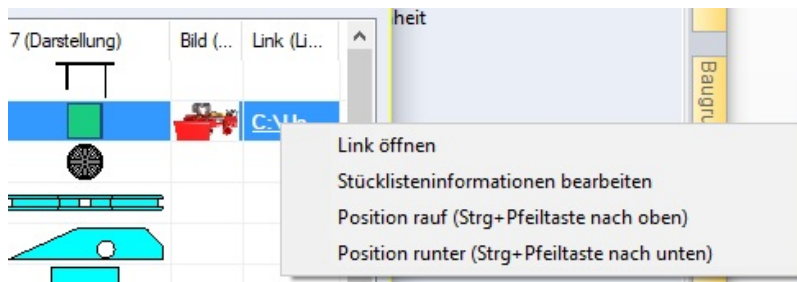 heit
7 (Darstellung) Bild (... Link (Li...
Baugru
C:\Us
Link öffnen
Stücklisteninformationen bearbeiten
Position rauf (Strg+Pfeiltaste nach oben)
Position runter (Strg+Pfeiltaste nach unten)